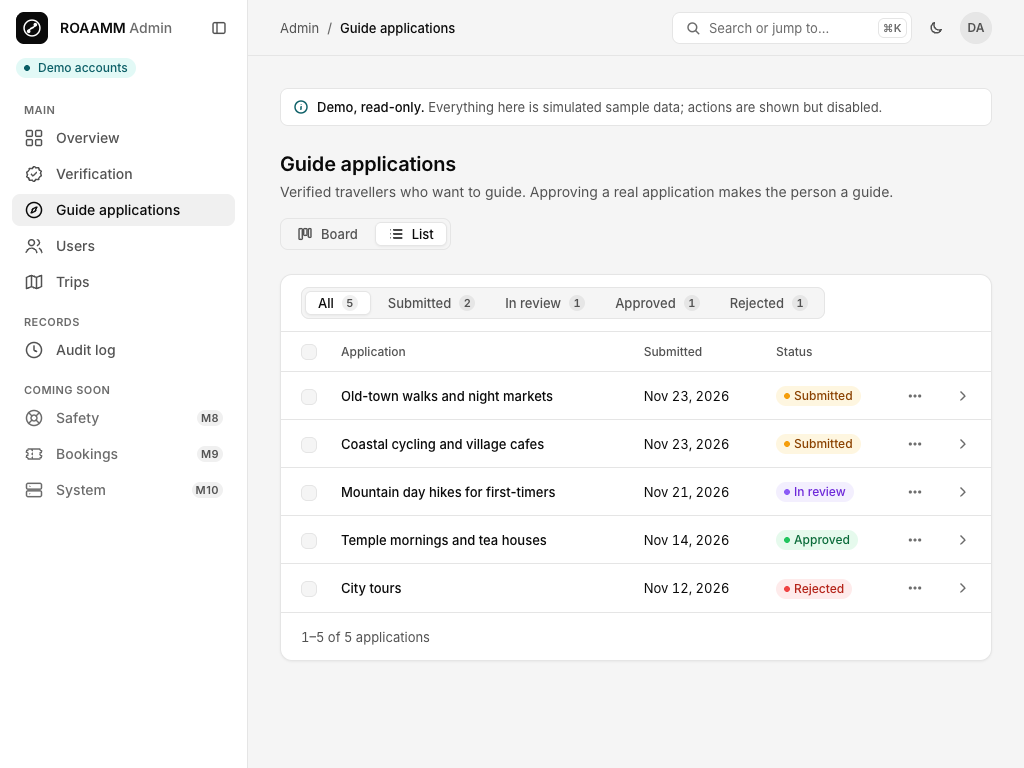 ROAAMM Admin
Demo accounts
MAIN
Overview
Verification
Guide applications
Users
Trips
RECORDS
Audit log
COMING SOON
Safety M8
Bookings M9
System M10
Admin / Guide applications
Search or jump to... ⌘K
DA
Demo, read-only. Everything here is simulated sample data; actions are shown but disabled.
Guide applications
Verified travellers who want to guide. Approving a real application makes the person a guide.
Board List
All 5 Submitted 2 In review 1 Approved 1 Rejected 1
Application Submitted Status
Old-town walks and night markets Nov 23, 2026 Submitted
Coastal cycling and village cafes Nov 23, 2026 Submitted
Mountain day hikes for first-timers Nov 21, 2026 In review
Temple mornings and tea houses Nov 14, 2026 Approved
City tours Nov 12, 2026 Rejected
1–5 of 5 applications